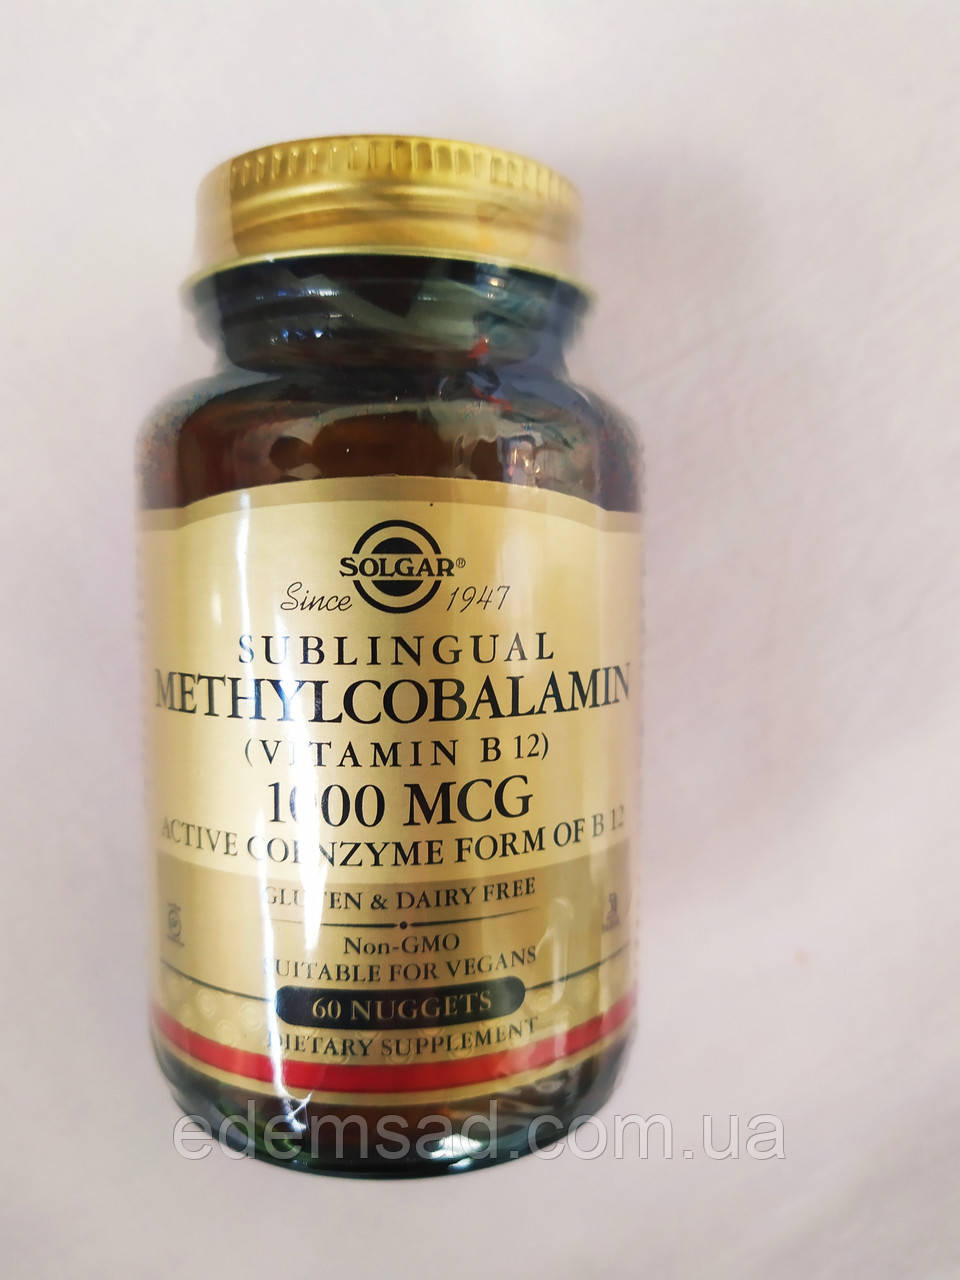 SOLGAR®
Since 1947
SUBLINGUAL
METHYLCOBALAMIN
(VITAMIN B 12)
1000 MCG
ACTIVE COENZYME FORM OF B 12
GLUTEN & DAIRY FREE
Non-GMO
SUITABLE FOR VEGANS
60 NUGGETS
DIETARY SUPPLEMENT
edemsad.com.ua